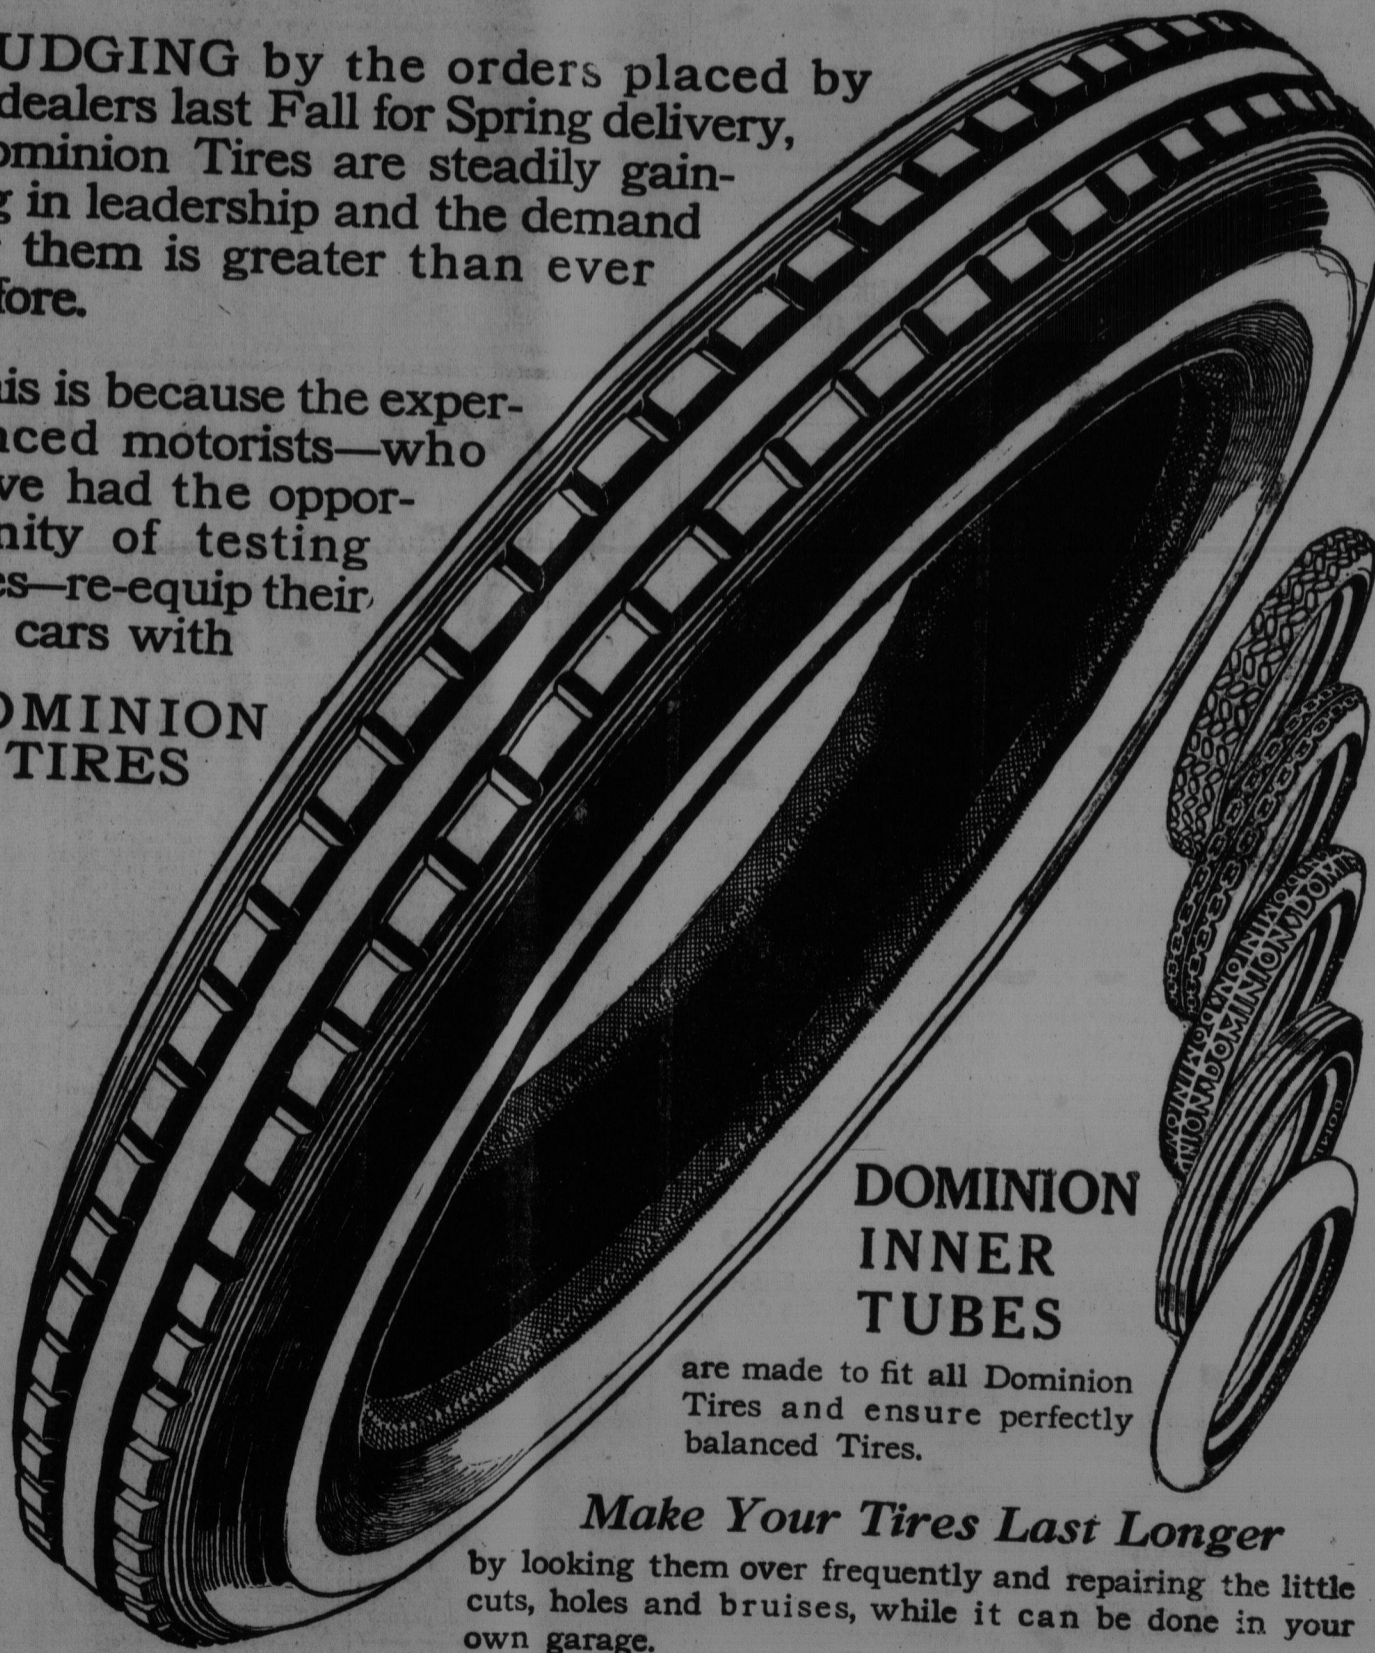 UDGING by the orders placed by
dealers last Fall for Spring delivery,
ominion Tires are steadily gain-
g in leadership and the demand
them is greater than ever
fore.
is is because the exper-
nced motorists—who
ve had the oppor-
nity of testing
es—re-equip their
cars with
OMINION
TIRES
DOMINION
INNER
TUBES
are made to fit all Dominion
Tires and ensure perfectly
balanced Tires.
Make Your Tires Last Longer
by looking them over frequently and repairing the little
cuts, holes and bruises, while it can be done in your
own garage.